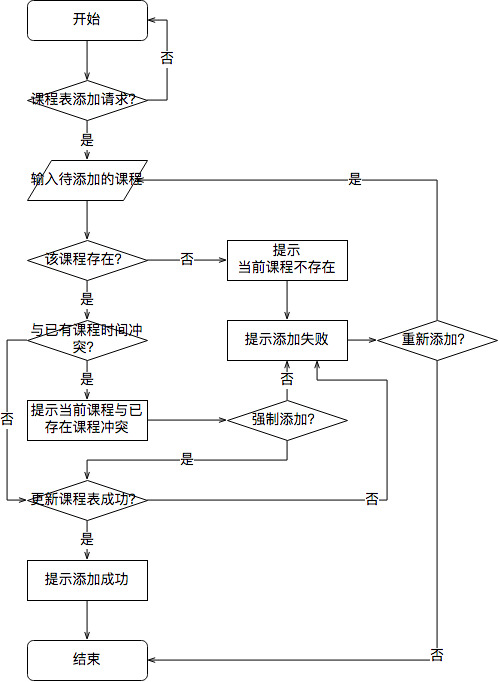 开始
否
课程表添加请求?
是
输入待添加的课程
是
该课程存在?
否
提示
当前课程不存在
是
与已有课程时间冲
突?
提示添加失败
重新添加?
是
否
否
提示当前课程与已
存在课程冲突
强制添加?
是
更新课程表成功?
否
是
提示添加成功
结束
否